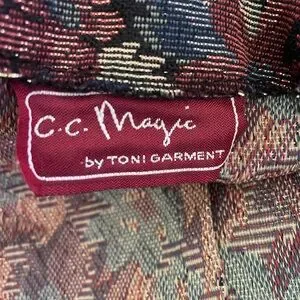 C.C. Magic
-by TONI GARMENT